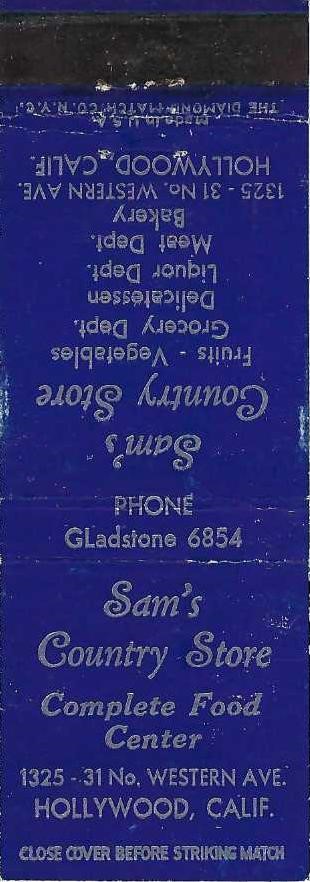 PHONE
GLadstone 6854
Sam's
Country Store
Complete Food
Center
1325 - 31 No. WESTERN AVE.
HOLLYWOOD, CALIF.
CLOSE COVER BEFORE STRIKING MATCH
Sam's
Country Store
Fruits - Vegetables
Grocery Dept.
Delicatessen
Liquor Dept.
Meat Dept.
Bakery
1325 - 31 No. WESTERN AVE.
HOLLYWOOD, CALIF.
Made in U.S.A.
THE DIAMOND MATCH CO. N.Y.C.